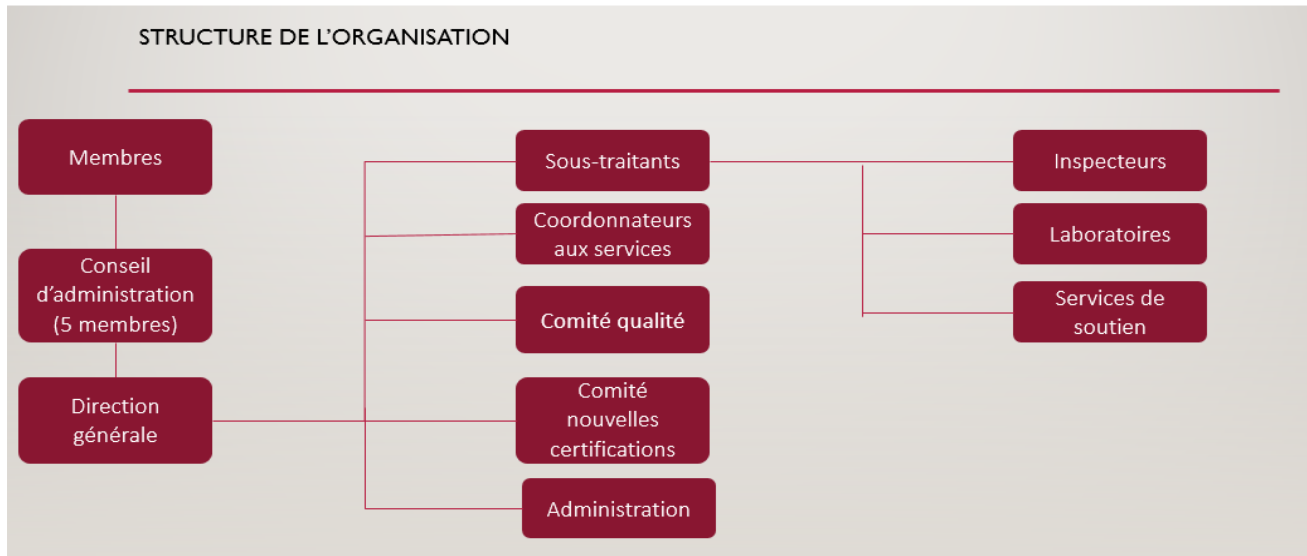 STRUCTURE DE L’ORGANISATION
Membres
Conseil
d’administration
(5 membres)
Direction
générale
Sous-traitants
Coordonnateurs
aux services
Comité qualité
Comité
nouvelles
certifications
Administration
Inspecteurs
Laboratoires
Services de
soutien